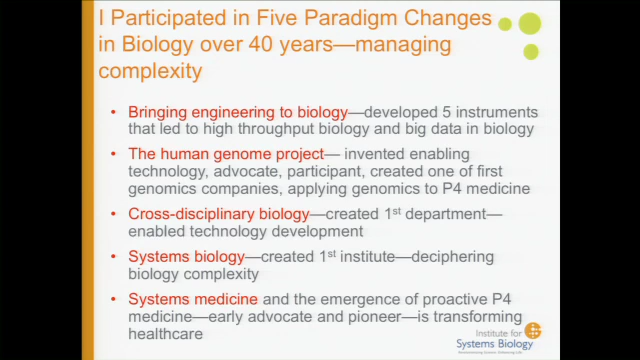 I Participated in Five Paradigm Changes
in Biology over 40 years—managing
complexity
• Bringing engineering to biology—developed 5 instruments
that led to high throughput biology and big data in biology
• The human genome project— invented enabling
technology, advocate, participant, created one of first
genomics companies, applying genomics to P4 medicine
• Cross-disciplinary biology—created 1st department—
enabled technology development
• Systems biology—created 1st institute—deciphering
biology complexity
• Systems medicine and the emergence of proactive P4
medicine—early advocate and pioneer—is transforming
healthcare
Institute for
Systems Biology